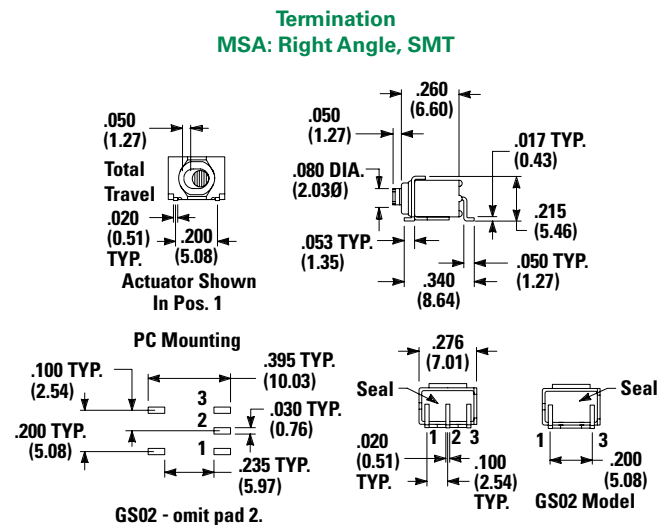 Termination
MSA: Right Angle, SMT
.050
(1.27)
Total
Travel
.020
(0.51)
TYP.
.200
(5.08)
Actuator Shown
In Pos. 1
.260
(6.60)
.050
(1.27)
.080 DIA.
(2.03Ø)
.017 TYP.
(0.43)
.215
(5.46)
.053 TYP.
(1.35)
.050 TYP.
(1.27)
.340
(8.64)
PC Mounting
.100 TYP.
(2.54)
.395 TYP.
(10.03)
3
2
1
.030 TYP.
(0.76)
.200 TYP.
(5.08)
.235 TYP.
(5.97)
GS02 - omit pad 2.
.276
(7.01)
Seal
1 2 3
.020
(0.51)
TYP.
.100
(2.54)
TYP.
Seal
1 3
.200
(5.08)
GS02 Model